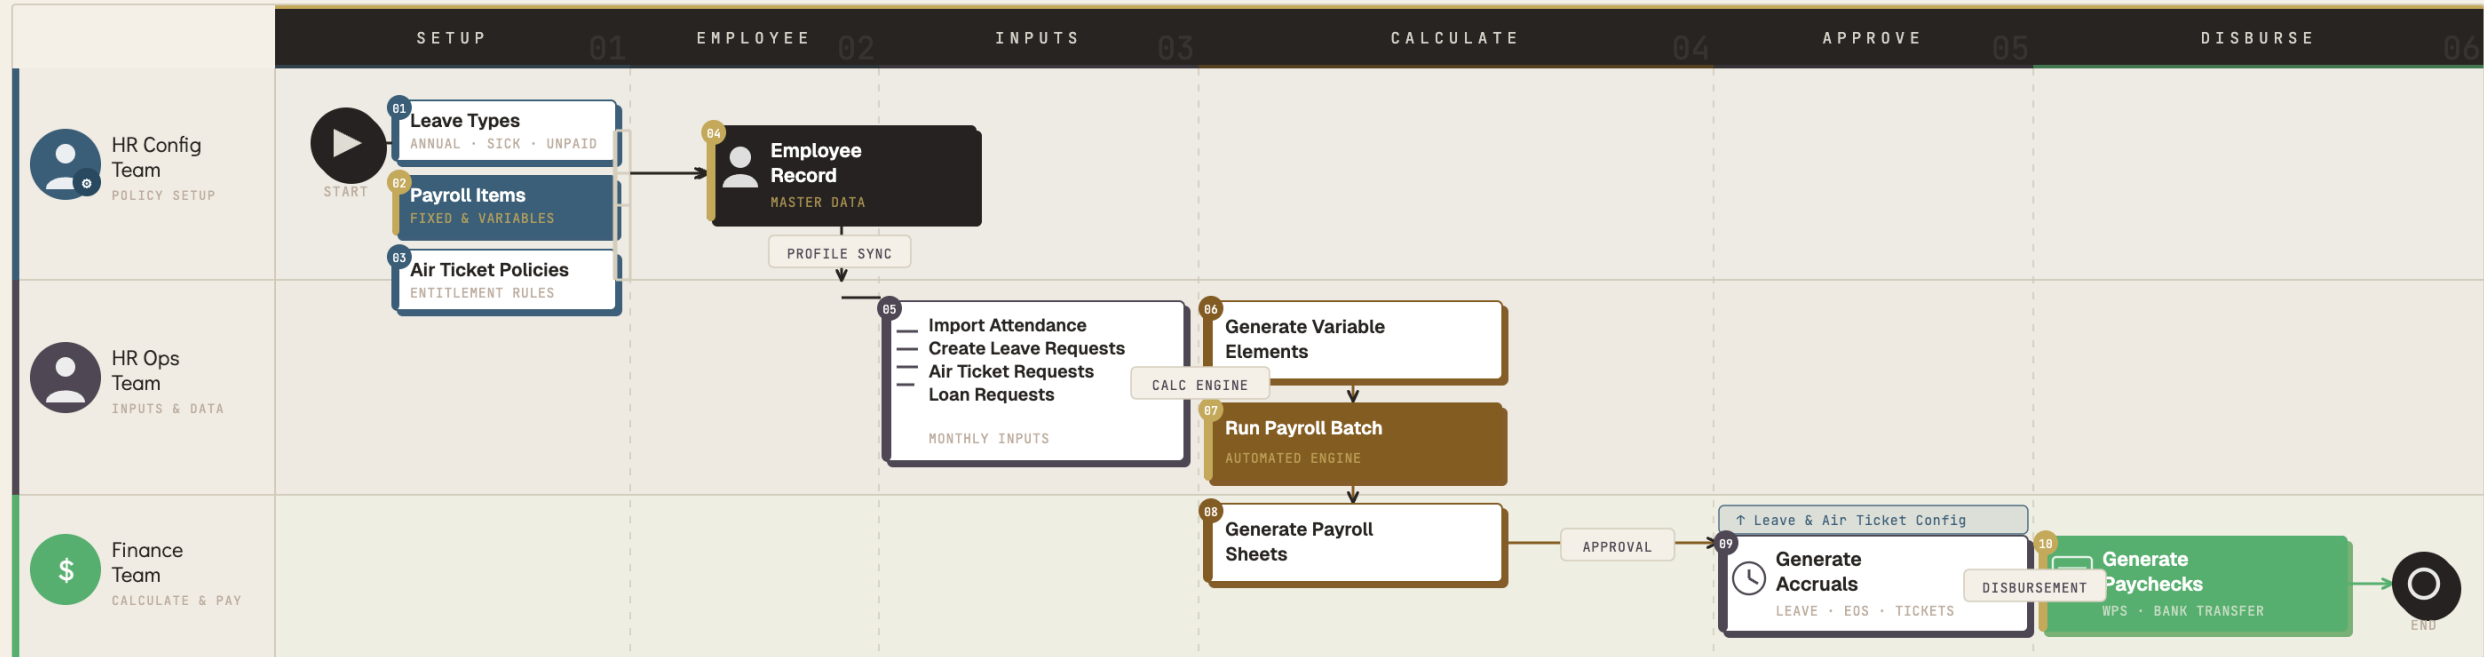 SETUP 01
EMPLOYEE 02
INPUTS 03
CALCULATE 04
APPROVE 05
DISBURSE 06
HR Config
Team
POLICY SETUP
START
01
Leave Types
ANNUAL · SICK · UNPAID
02
Payroll Items
FIXED & VARIABLES
03
Air Ticket Policies
ENTITLEMENT RULES
04
Employee
Record
MASTER DATA
PROFILE SYNC
HR Ops
Team
INPUTS & DATA
05
Import Attendance
Create Leave Requests
Air Ticket Requests
Loan Requests
MONTHLY INPUTS
CALC ENGINE
06
Generate Variable
Elements
07
Run Payroll Batch
AUTOMATED ENGINE
Finance
Team
CALCULATE & PAY
$
08
Generate Payroll
Sheets
APPROVAL
↑ Leave & Air Ticket Config
09
Generate
Accruals
LEAVE · EOS · TICKETS
DISBURSEMENT
10
Generate
Paychecks
WPS · BANK TRANSFER
END